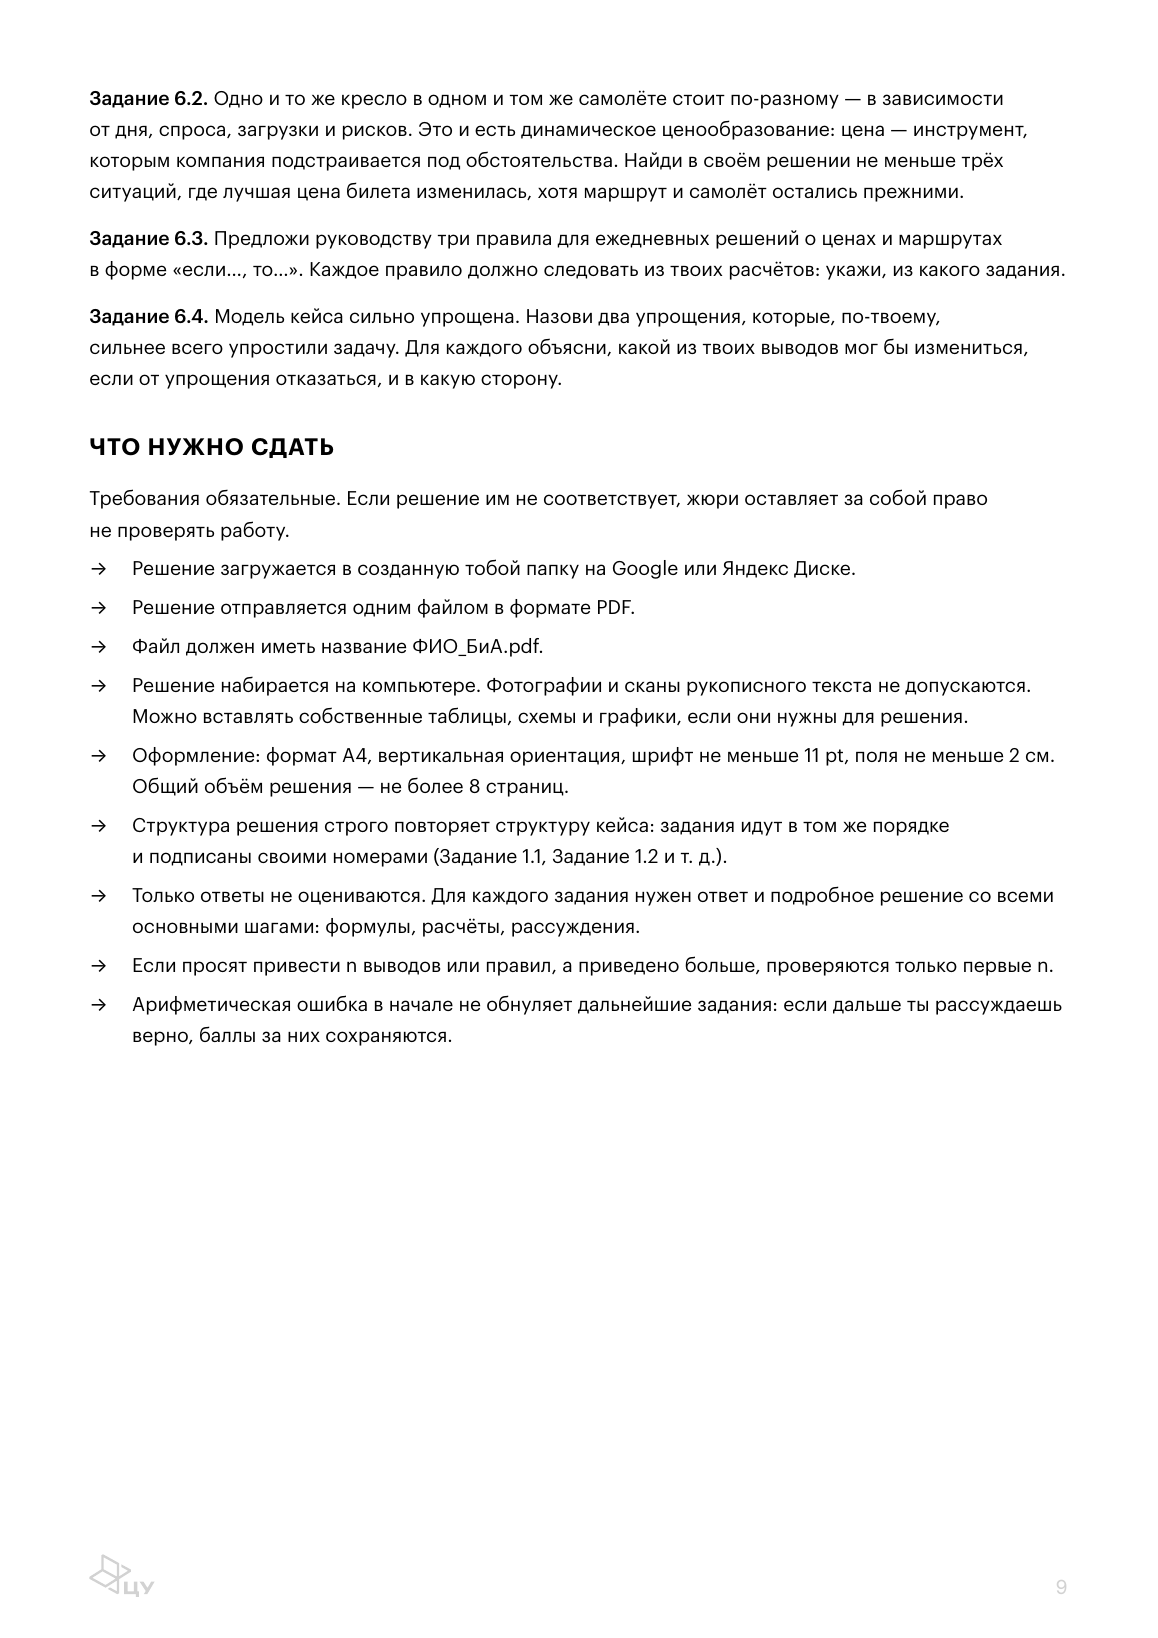 Задание 6.2. Одно и то же кресло в одном и том же самолёте стоит по-разному — в зависимости
от дня, спроса, загрузки и рисков. Это и есть динамическое ценообразование: цена — инструмент,
которым компания подстраивается под обстоятельства. Найди в своём решении не меньше трёх
ситуаций, где лучшая цена билета изменилась, хотя маршрут и самолёт остались прежними.
Задание 6.3. Предложи руководству три правила для ежедневных решений о ценах и маршрутах
в форме «если..., то...». Каждое правило должно следовать из твоих расчётов: укажи, из какого задания.
Задание 6.4. Модель кейса сильно упрощена. Назови два упрощения, которые, по-твоему,
сильнее всего упростили задачу. Для каждого объясни, какой из твоих выводов мог бы измениться,
если от упрощения отказаться, и в какую сторону.
ЧТО НУЖНО СДАТЬ
Требования обязательные. Если решение им не соответствует, жюри оставляет за собой право
не проверять работу.
→ Решение загружается в созданную тобой папку на Google или Яндекс Диске.
→ Решение отправляется одним файлом в формате PDF.
→ Файл должен иметь название ФИО_БиА.pdf.
→ Решение набирается на компьютере. Фотографии и сканы рукописного текста не допускаются.
Можно вставлять собственные таблицы, схемы и графики, если они нужны для решения.
→ Оформление: формат А4, вертикальная ориентация, шрифт не меньше 11 pt, поля не меньше 2 см.
Общий объём решения — не более 8 страниц.
→ Структура решения строго повторяет структуру кейса: задания идут в том же порядке
и подписаны своими номерами (Задание 1.1, Задание 1.2 и т. д.).
→ Только ответы не оцениваются. Для каждого задания нужен ответ и подробное решение со всеми
основными шагами: формулы, расчёты, рассуждения.
→ Если просят привести n выводов или правил, а приведено больше, проверяются только первые n.
→ Арифметическая ошибка в начале не обнуляет дальнейшие задания: если дальше ты рассуждаешь
верно, баллы за них сохраняются.
ЦУ
9